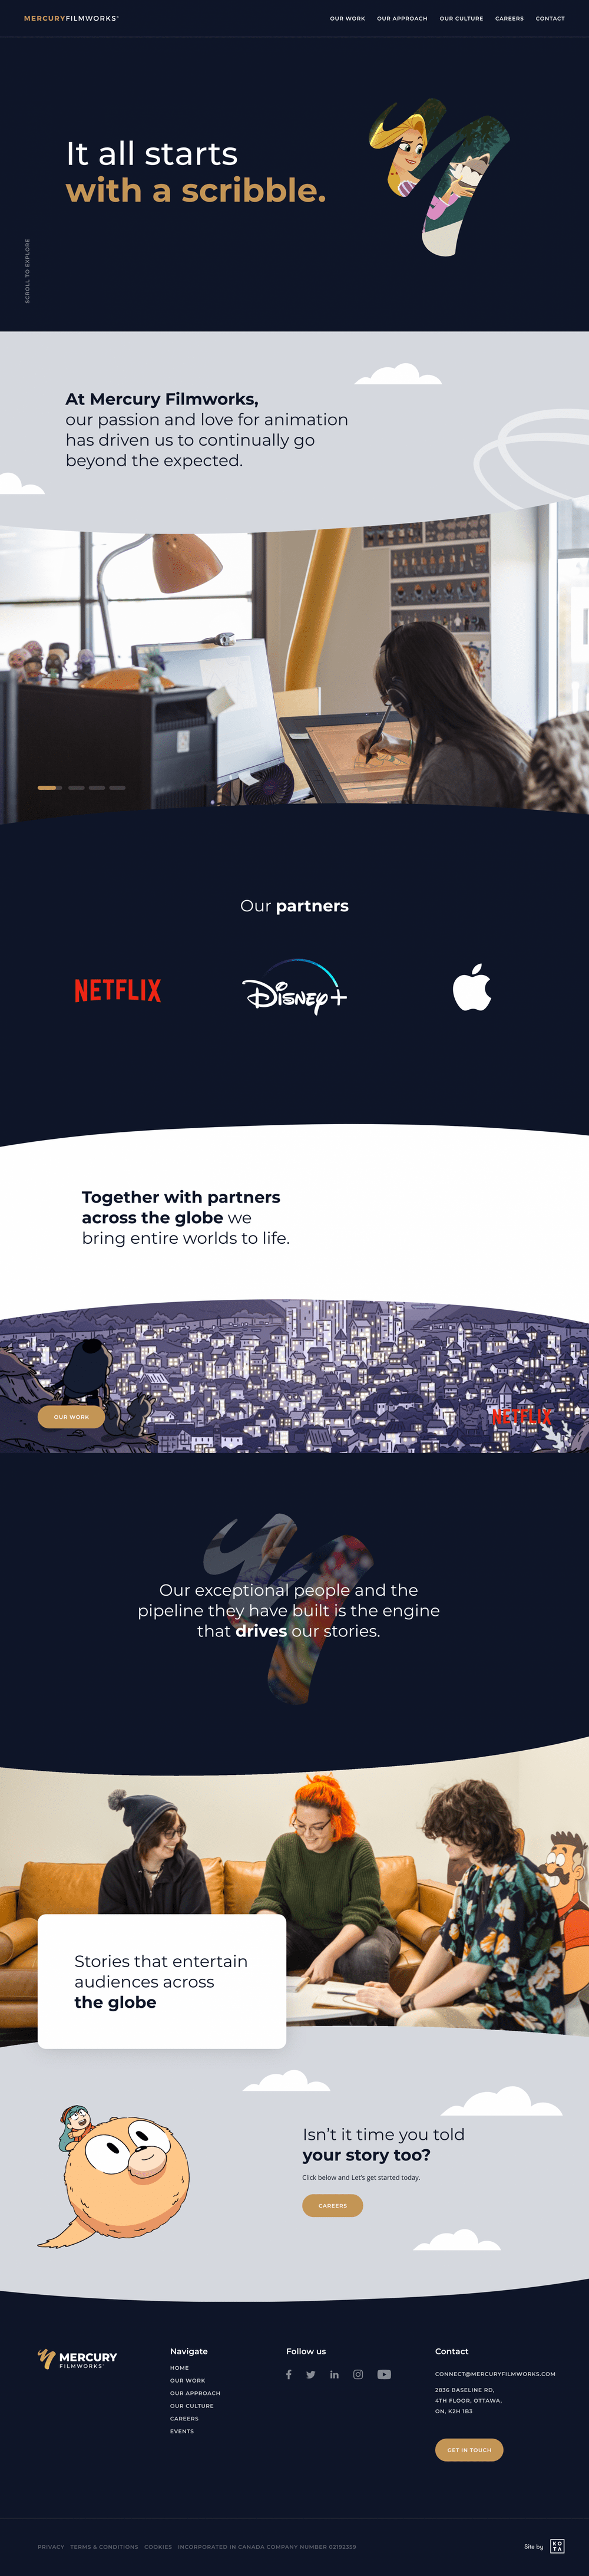 MERCURYFILMWORKS®
OUR WORK OUR APPROACH OUR CULTURE CAREERS CONTACT
It all starts
with a scribble.
SCROLL TO EXPLORE
At Mercury Filmworks,
our passion and love for animation
has driven us to continually go
beyond the expected.
Our partners
NETFLIX
Disney+
Together with partners
across the globe we
bring entire worlds to life.
OUR WORK
NETFLIX
Our exceptional people and the
pipeline they have built is the engine
that drives our stories.
Stories that entertain
audiences across
the globe
Isn't it time you told
your story too?
Click below and Let's get started today.
CAREERS
MERCURY
FILMWORKS
Navigate
HOME
OUR WORK
OUR APPROACH
OUR CULTURE
CAREERS
EVENTS
Follow us
Contact
CONNECT@MERCURYFILMWORKS.COM
2836 BASELINE RD,
4TH FLOOR, OTTAWA,
ON, K2H 1B3
GET IN TOUCH
PRIVACY TERMS & CONDITIONS COOKIES INCORPORATED IN CANADA COMPANY NUMBER 02192359
Site by
KO
TA